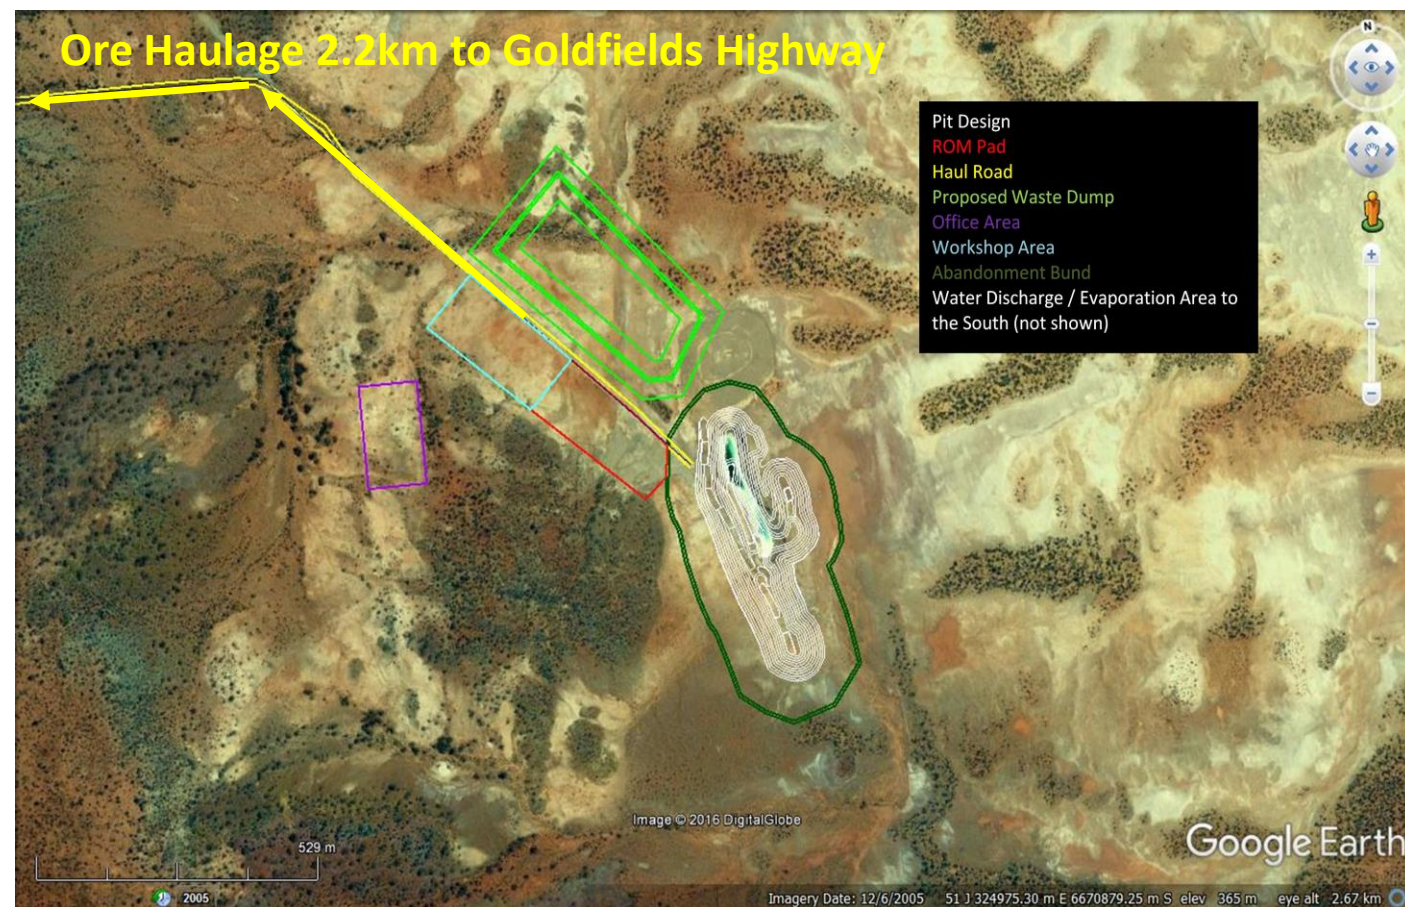 Ore Haulage 2.2km to Goldfields Highway
N
Pit Design
ROM Pad
Haul Road
Proposed Waste Dump
Office Area
Workshop Area
Abandonment Bund
Water Discharge / Evaporation Area to
the South (not shown)
Image © 2016 DigitalGlobe
Google Earth
529 m
2005
Imagery Date: 12/6/2005 51 J 324975.30 m E 6670879.25 m S elev 365 m eye alt 2.67 km